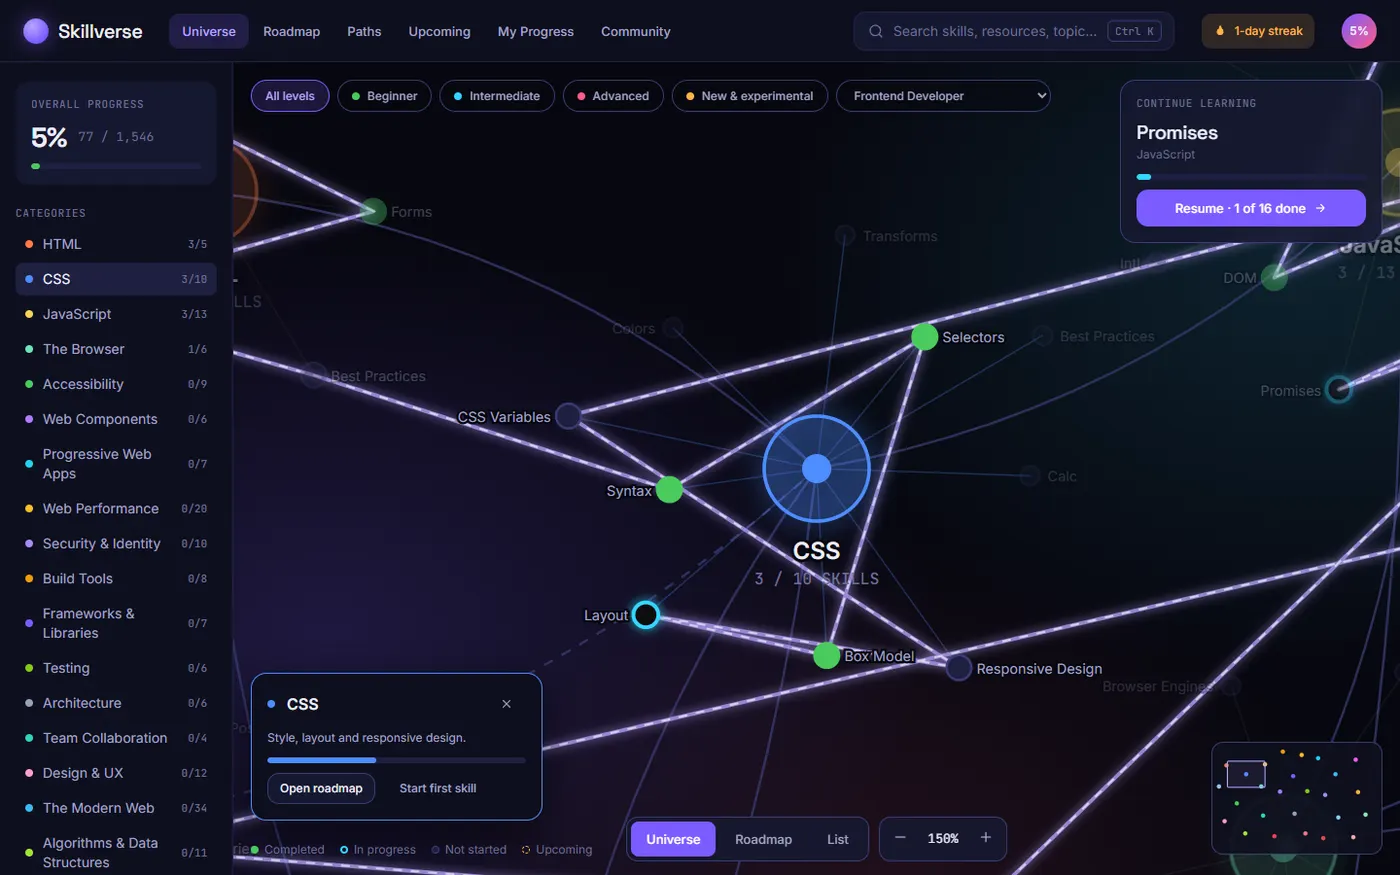 Skillverse
Universe
Roadmap
Paths
Upcoming
My Progress
Community
Search skills, resources, topic...
Ctrl K
1-day streak
5%
OVERALL PROGRESS
5% 77 / 1,546
CATEGORIES
HTML 3/5
CSS 3/10
JavaScript 3/13
The Browser 1/6
Accessibility 0/9
Web Components 0/6
Progressive Web
Apps 0/7
Web Performance 0/20
Security & Identity 0/10
Build Tools 0/8
Frameworks &
Libraries 0/7
Testing 0/6
Architecture 0/6
Team Collaboration 0/4
Design & UX 0/12
The Modern Web 0/34
Algorithms & Data
Structures 0/11
All levels
Beginner
Intermediate
Advanced
New & experimental
Frontend Developer
CONTINUE LEARNING
Promises
JavaScript
Resume · 1 of 16 done →
Forms
Transforms
Intl
DOM
JavaS
3 / 13
LLS
Colors
Selectors
Best Practices
Best Practices
Promises
CSS Variables
Calc
Syntax
CSS
3 / 10 SKILLS
Layout
Box Model
Responsive Design
Browser Engines
Pos
CSS
Style, layout and responsive design.
Open roadmap
Start first skill
Completed
In progress
Not started
Upcoming
Universe
Roadmap
List
150%